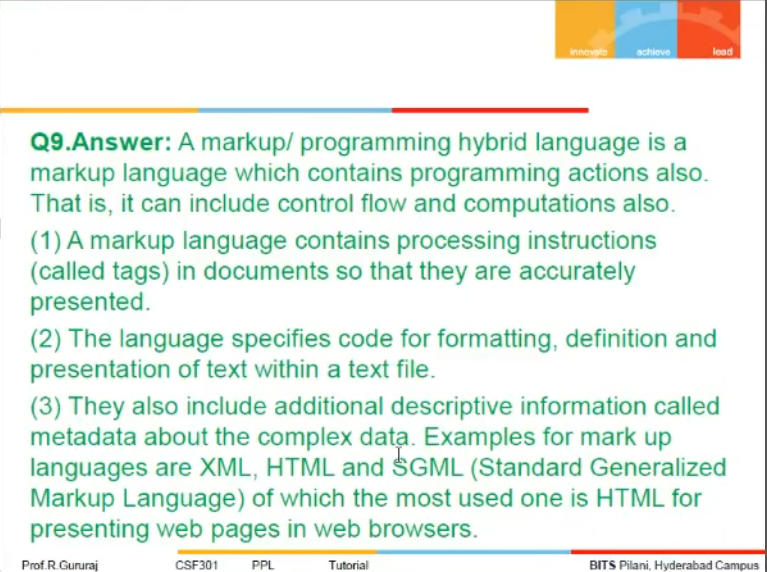 innovate achieve lead
Q9.Answer: A markup/ programming hybrid language is a
markup language which contains programming actions also.
That is, it can include control flow and computations also.
(1) A markup language contains processing instructions
(called tags) in documents so that they are accurately
presented.
(2) The language specifies code for formatting, definition and
presentation of text within a text file.
(3) They also include additional descriptive information called
metadata about the complex data. Examples for mark up
languages are XML, HTML and SGML (Standard Generalized
Markup Language) of which the most used one is HTML for
presenting web pages in web browsers.
Prof.R.Gururaj CSF301 PPL Tutorial BITS Pilani, Hyderabad Campus